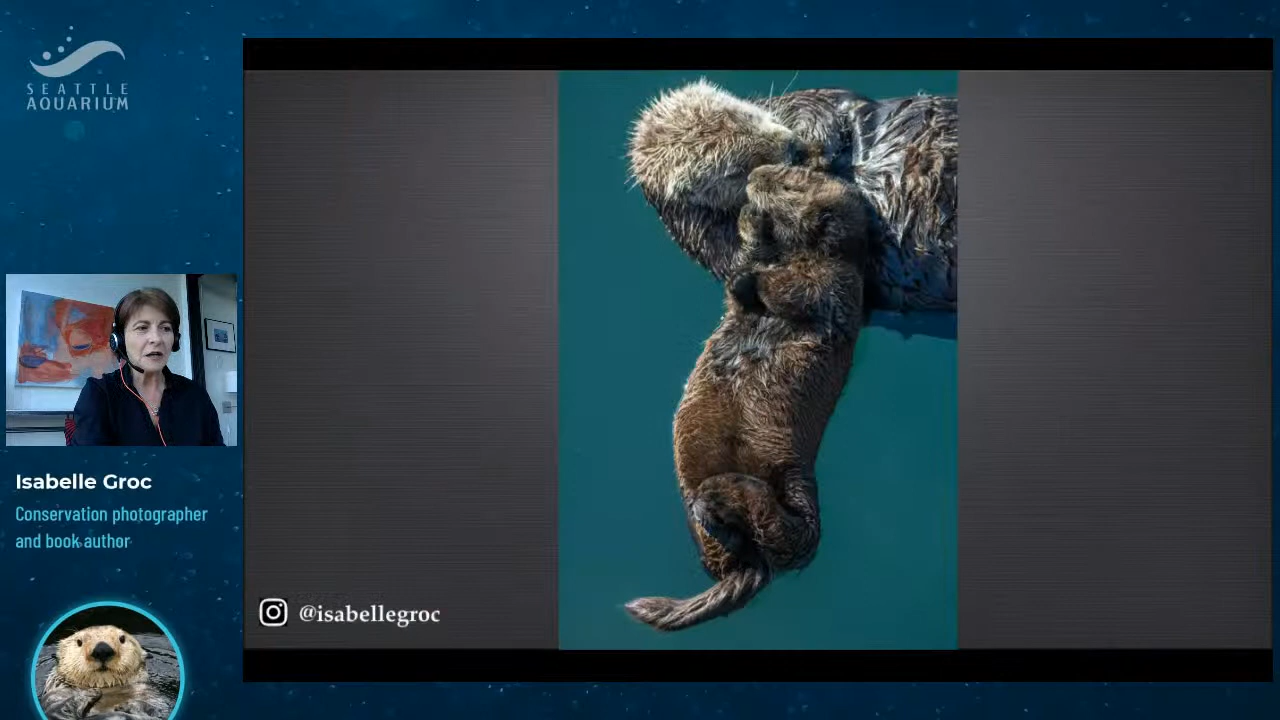 SEATTLE
AQUARIUM
Isabelle Groc
Conservation photographer
and book author
@isabellegroc